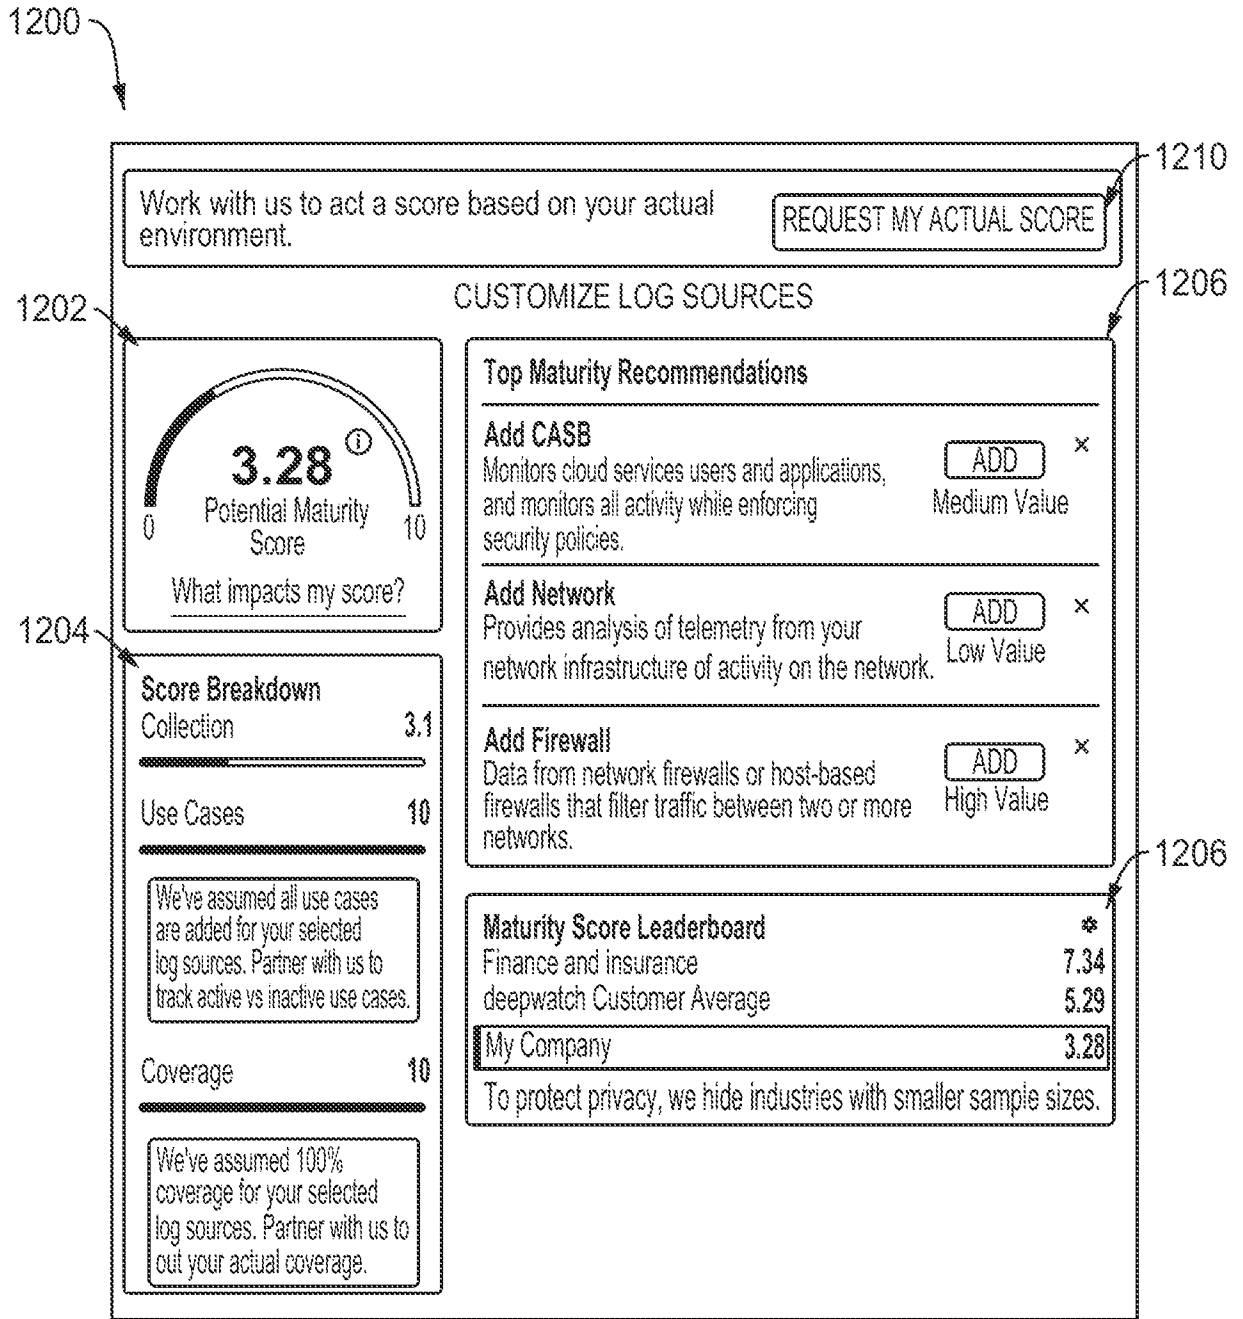 1200
1210
Work with us to act a score based on your actual
environment.
REQUEST MY ACTUAL SCORE
1206
CUSTOMIZE LOG SOURCES
1202
3.28 i
Potential Maturity
Score
0
10
What impacts my score?
1204
Score Breakdown
Collection 3.1
Use Cases 10
We've assumed all use cases
are added for your selected
log sources. Partner with us to
track active vs inactive use cases.
Coverage 10
We've assumed 100%
coverage for your selected
log sources. Partner with us to
out your actual coverage.
Top Maturity Recommendations
Add CASB
Monitors cloud services users and applications,
and monitors all activity while enforcing
security policies.
ADD ×
Medium Value
Add Network
Provides analysis of telemetry from your
network infrastructure of activity on the network.
ADD ×
Low Value
Add Firewall
Data from network firewalls or host-based
firewalls that filter traffic between two or more
networks.
ADD ×
High Value
1206
Maturity Score Leaderboard
Finance and insurance 7.34
deepwatch Customer Average 5.29
My Company 3.28
To protect privacy, we hide industries with smaller sample sizes.